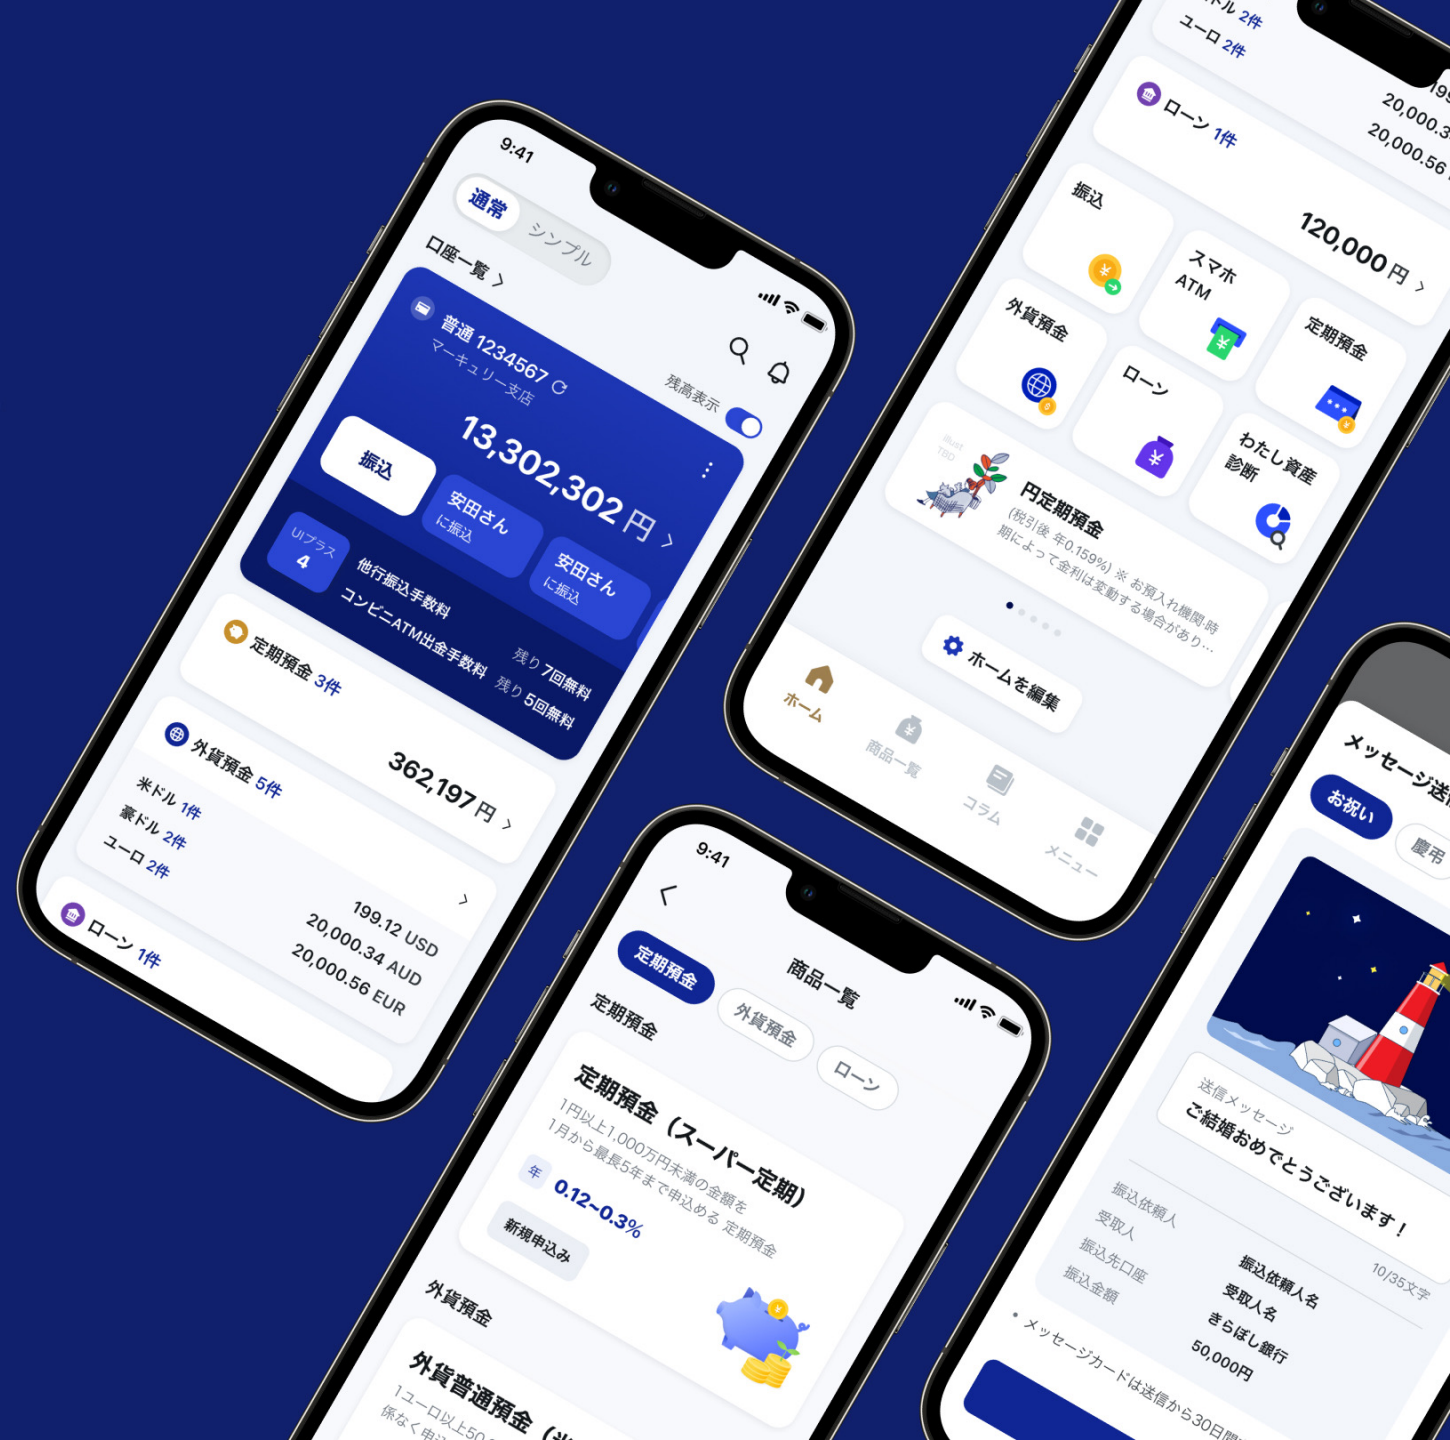 9:41
通常
シンプル
口座一覧
残高表示
普通 1234567
マーキュリー支店
13,302,302 円
振込
安田さん
に振込
安田さん
に振込
UIプラス
4
他行振込手数料
残り 7回無料
コンビニATM出金手数料
残り 5回無料
定期預金 3件
362,197 円
外貨預金 5件
米ドル 1件
199.12 USD
豪ドル 2件
20,000.34 AUD
ユーロ 2件
20,000.56 EUR
ローン 1件
ドル 2件
ユーロ 2件
20,000.3
20,000.56
ローン 1件
120,000 円
振込
スマホ
ATM
定期預金
外貨預金
ローン
わたし資産
診断
illust
TBD
円定期預金
(税引後 年0.159%) ※ お預入れ機関·時
期によって金利は変動する場合があり...
ホームを編集
ホーム
商品一覧
コラム
メニュー
9:41
商品一覧
定期預金
外貨預金
ローン
定期預金
定期預金（スーパー定期）
1円以上1,000万円未満の金額を
1月から最長5年まで申込める 定期預金
年
0.12~0.3%
新規申込み
外貨預金
外貨普通預金
1ユーロ以上50
係なく申込
メッセージ送
お祝い
慶弔
送信メッセージ
ご結婚おめでとうございます！
10/35文字
振込依頼人
振込依頼人名
受取人
受取人名
振込先口座
きらぼし銀行
振込金額
50,000円
• メッセージカードは送信から30日間